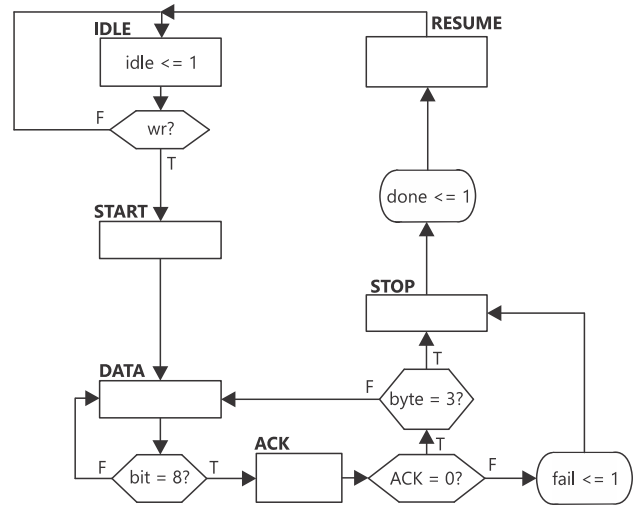 IDLE
RESUME
idle <= 1
F
wr?
T
done <= 1
START
STOP
T
DATA
F
byte = 3?
ACK
T
F
bit = 8?
T
ACK = 0?
F
fail <= 1